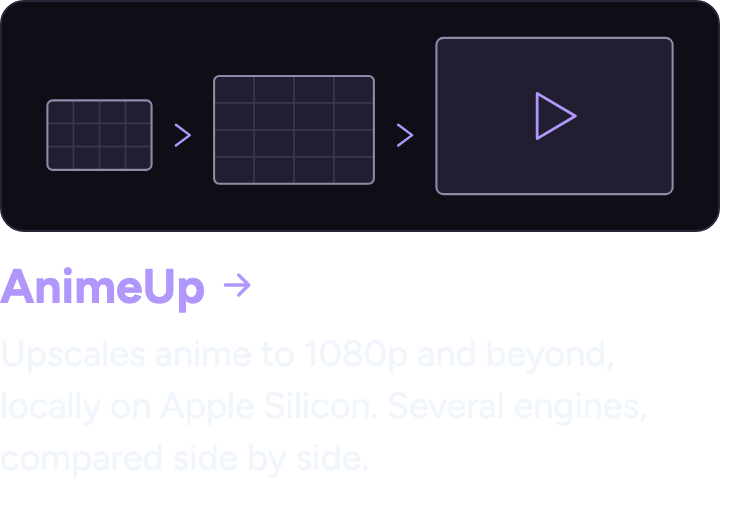 AnimeUp →
Upscales anime to 1080p and beyond,
locally on Apple Silicon. Several engines,
compared side by side.